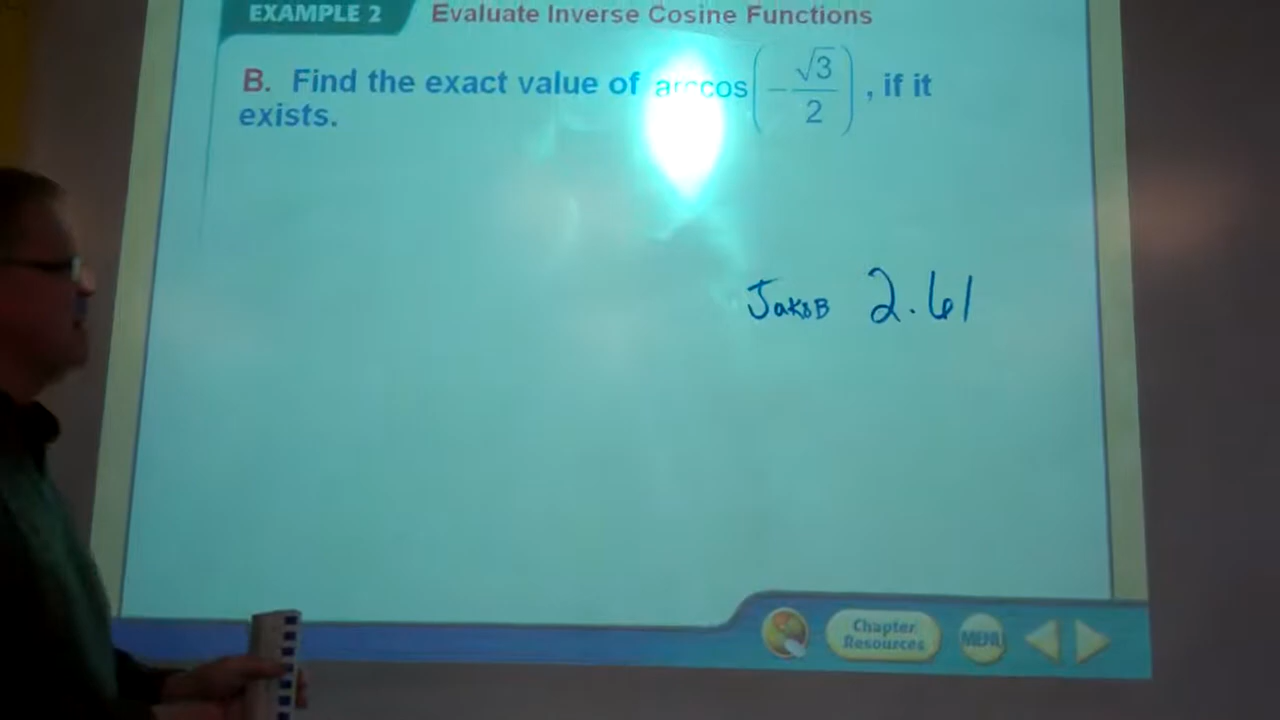 EXAMPLE 2 Evaluate Inverse Cosine Functions
B. Find the exact value of arccos(-√3/2), if it
exists.
JakoB 2.61
Chapter
Resources
MENU